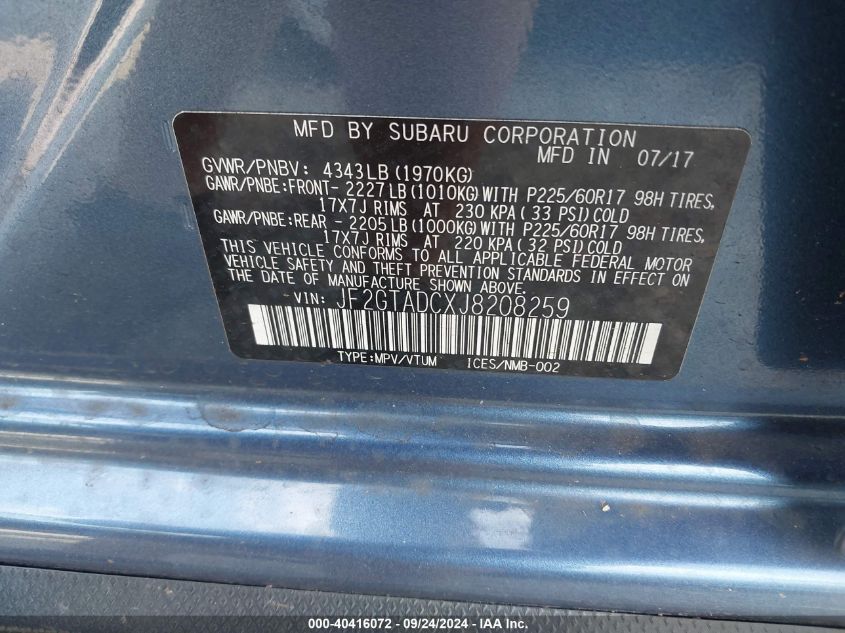 MFD BY SUBARU CORPORATION
MFD IN 07/17
GVWR/PNBV: 4343LB (1970KG)
GAWR/PNBE:FRONT- 2227LB (1010KG) WITH P225/60R17 98H TIRES,
17X7J RIMS AT 230 KPA (33 PSI) COLD
GAWR/PNBE:REAR - 2205LB (1000KG) WITH P225/60R17 98H TIRES,
17X7J RIMS AT 220 KPA (32 PSI) COLD
THIS VEHICLE CONFORMS TO ALL APPLICABLE FEDERAL MOTOR
VEHICLE SAFETY AND THEFT PREVENTION STANDARDS IN EFFECT ON
THE DATE OF MANUFACTURE SHOWN ABOVE.
VIN: JF2GTADCXJ8208259
TYPE:MPV/VTUM ICES/NMB-002
000-40416072 - 09/24/2024 - IAA Inc.